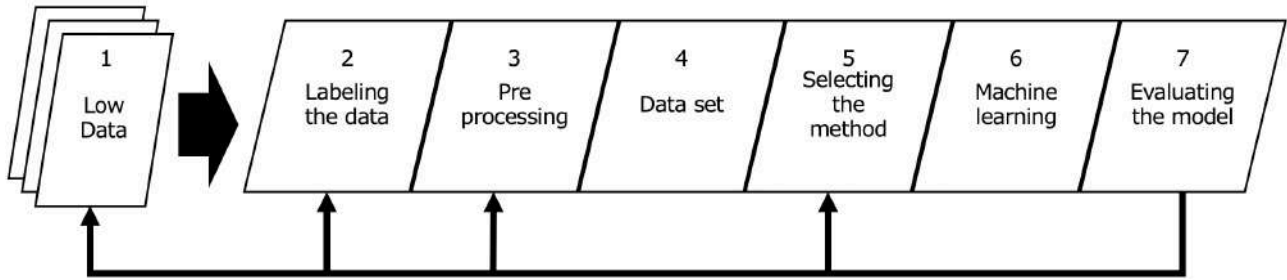 1
Low
Data
2
Labeling
the data
3
Pre
processing
4
Data set
5
Selecting
the
method
6
Machine
learning
7
Evaluating
the model